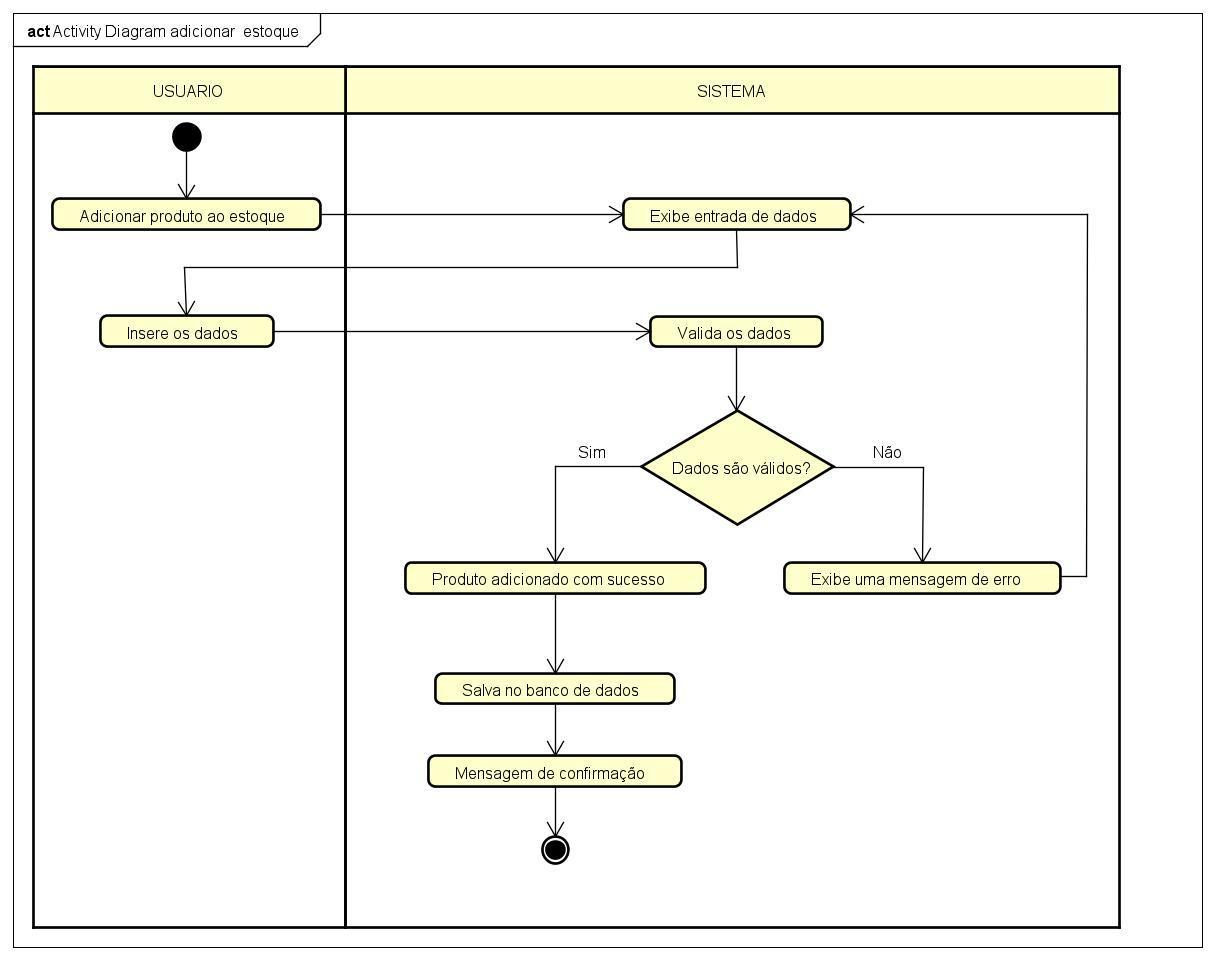 act Activity Diagram adicionar estoque
USUARIO
SISTEMA
Adicionar produto ao estoque
Exibe entrada de dados
Insere os dados
Valida os dados
Sim
Dados são válidos?
Não
Produto adicionado com sucesso
Exibe uma mensagem de erro
Salva no banco de dados
Mensagem de confirmação